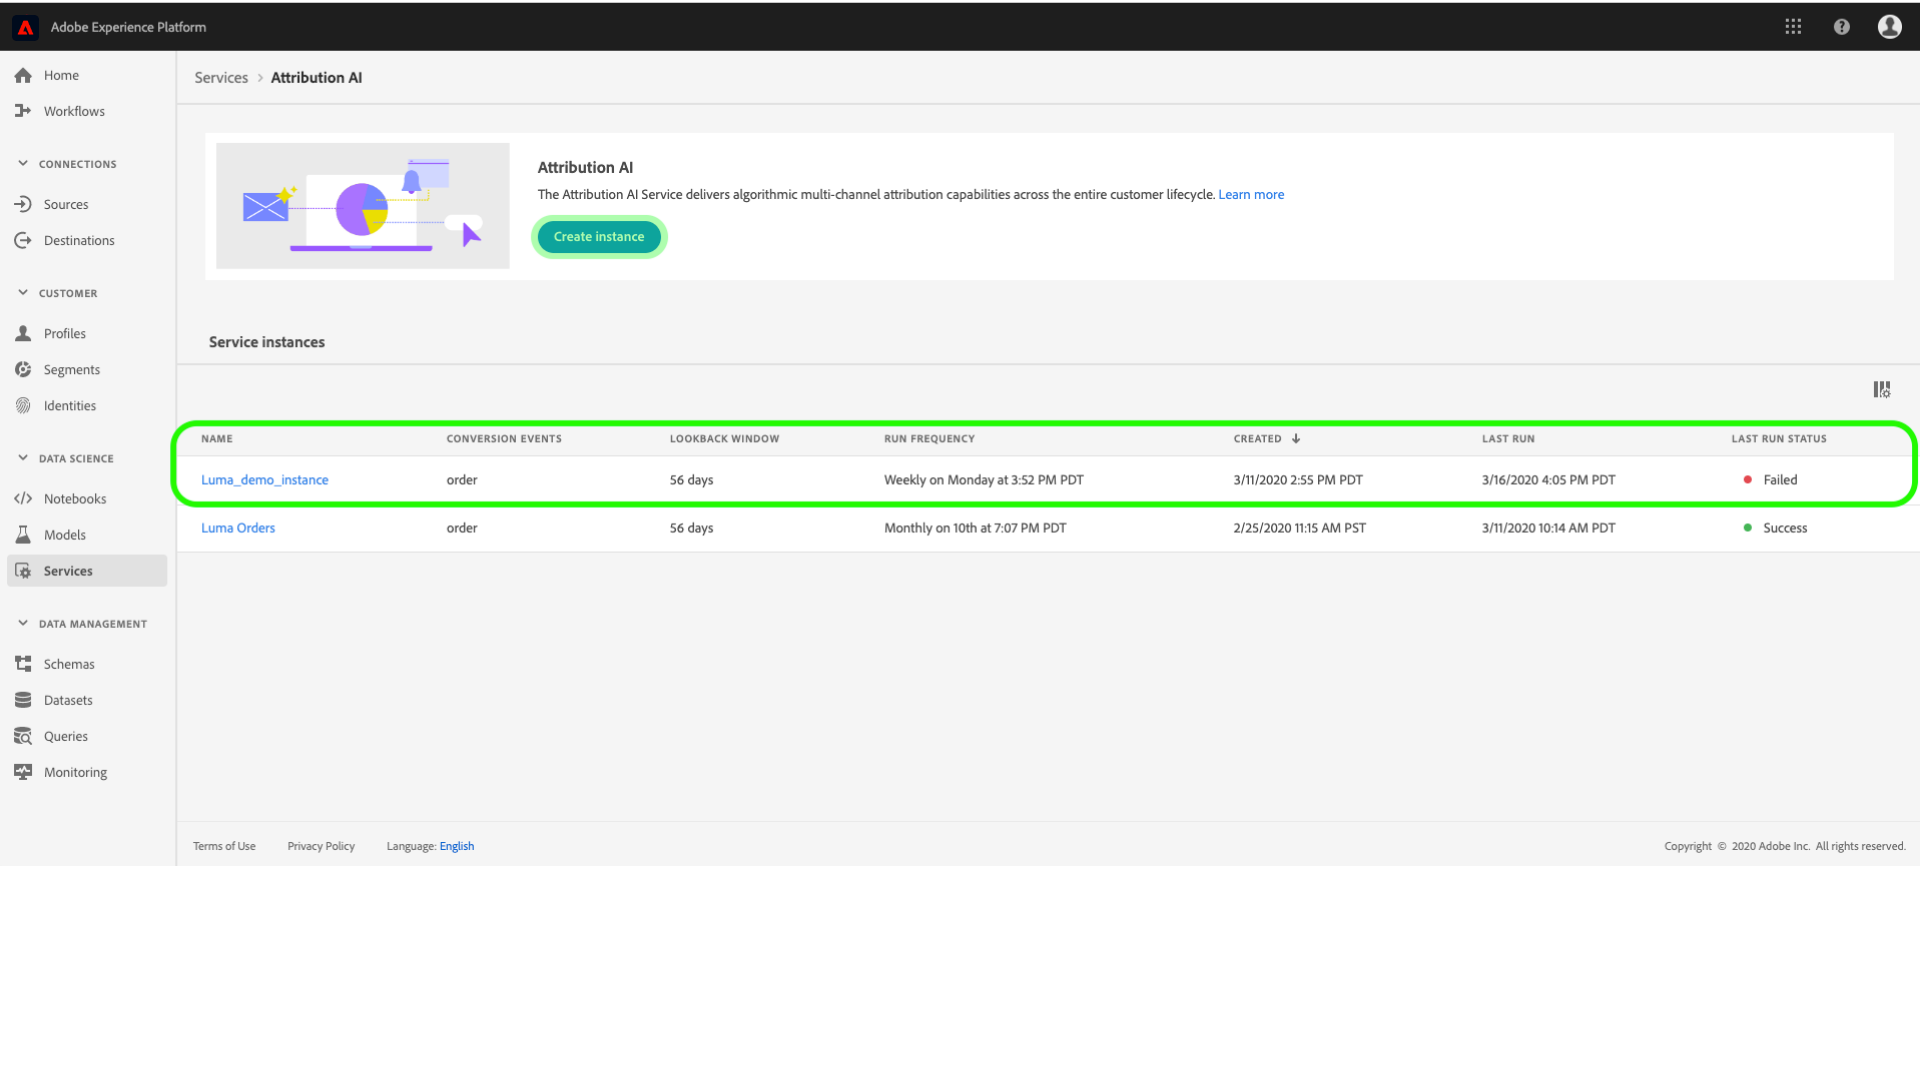 Adobe Experience Platform
Home
Workflows
CONNECTIONS
Sources
Destinations
CUSTOMER
Profiles
Segments
Identities
DATA SCIENCE
Notebooks
Models
Services
DATA MANAGEMENT
Schemas
Datasets
Queries
Monitoring
Services > Attribution AI
Attribution AI
The Attribution AI Service delivers algorithmic multi-channel attribution capabilities across the entire customer lifecycle. Learn more
Create instance
Service instances
NAME CONVERSION EVENTS LOOKBACK WINDOW RUN FREQUENCY CREATED ↓ LAST RUN LAST RUN STATUS
Luma_demo_instance order 56 days Weekly on Monday at 3:52 PM PDT 3/11/2020 2:55 PM PDT 3/16/2020 4:05 PM PDT Failed
Luma Orders order 56 days Monthly on 10th at 7:07 PM PDT 2/25/2020 11:15 AM PST 3/11/2020 10:14 AM PDT Success
Terms of Use Privacy Policy Language: English Copyright © 2020 Adobe Inc. All rights reserved.